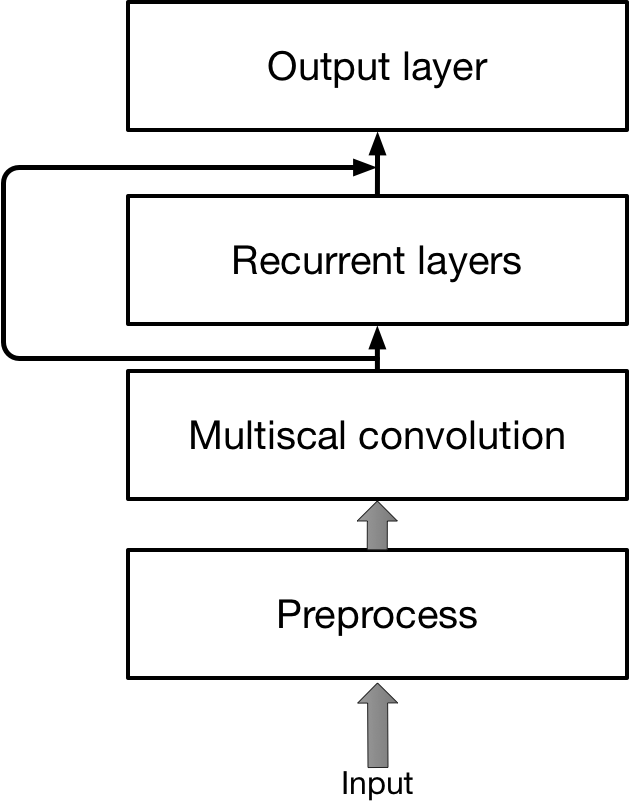 Output layer
Recurrent layers
Multiscal convolution
Preprocess
Input